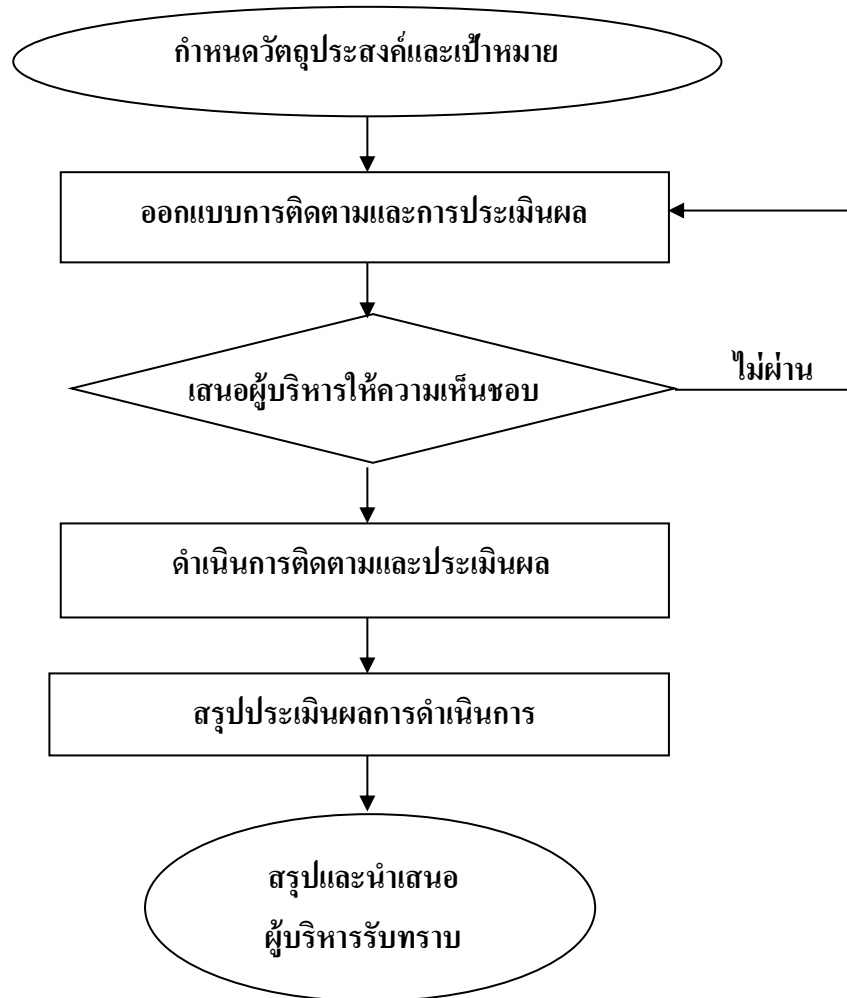 กำหนดวัตถุประสงค์และเป้าหมาย
ออกแบบการติดตามและการประเมินผล
เสนอผู้บริหารให้ความเห็นชอบ
ไม่ผ่าน
ดำเนินการติดตามและประเมินผล
สรุปประเมินผลการดำเนินการ
สรุปและนำเสนอ
ผู้บริหารรับทราบ